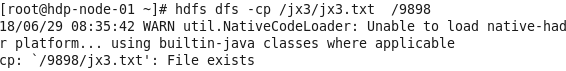 [root@hdp-node-01 ~]# hdfs dfs -cp /jx3/jx3.txt  /9898
18/06/29 08:35:42 WARN util.NativeCodeLoader: Unable to load native-had
r platform... using builtin-java classes where applicable
cp: `/9898/jx3.txt': File exists